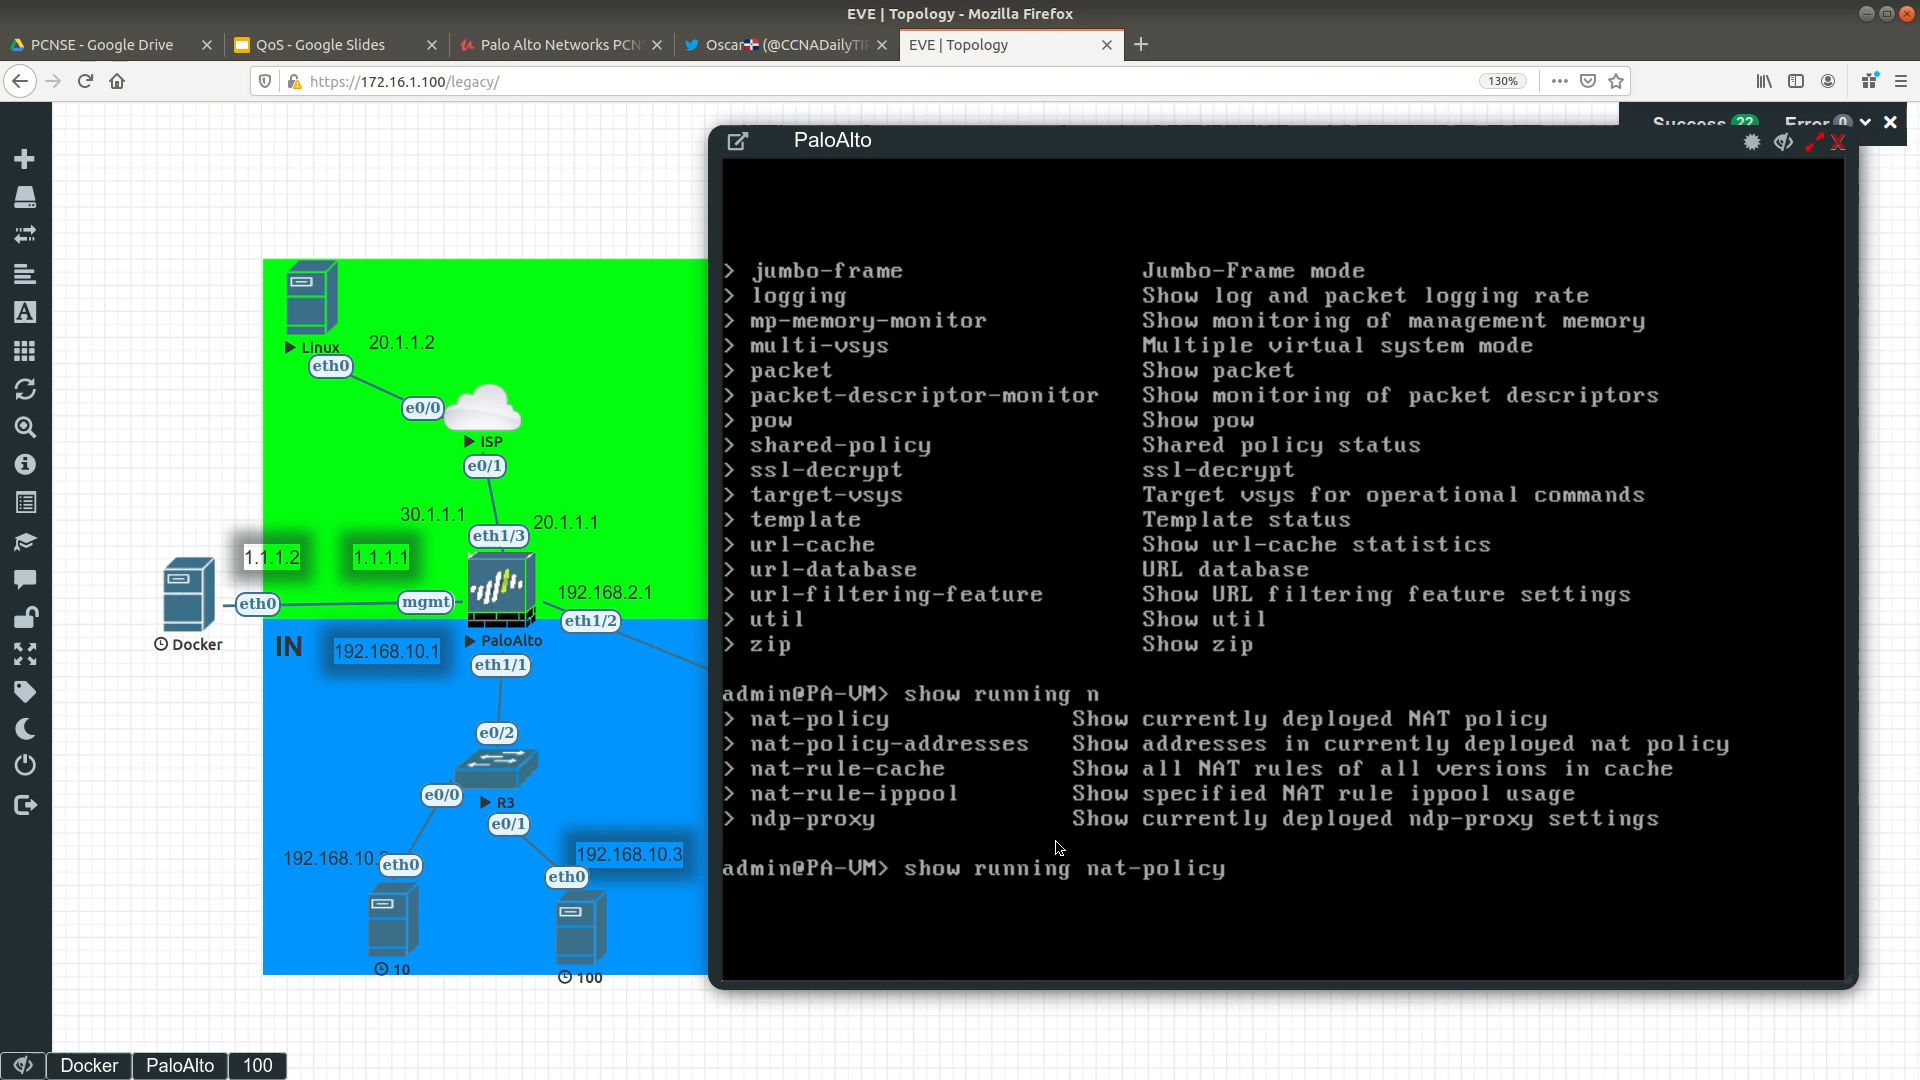 EVE | Topology - Mozilla Firefox
PCNSE - Google Drive
QoS - Google Slides
Palo Alto Networks PCN
Oscar (@CCNADailyTI
EVE | Topology
https://172.16.1.100/legacy/
130%
Success 22 Error 0
PaloAlto
> jumbo-frame Jumbo-Frame mode
> logging Show log and packet logging rate
> mp-memory-monitor Show monitoring of management memory
> multi-vsys Multiple virtual system mode
> packet Show packet
> packet-descriptor-monitor Show monitoring of packet descriptors
> pow Show pow
> shared-policy Shared policy status
> ssl-decrypt ssl-decrypt
> target-vsys Target vsys for operational commands
> template Template status
> url-cache Show url-cache statistics
> url-database URL database
> url-filtering-feature Show URL filtering feature settings
> util Show util
> zip Show zip
admin@PA-VM> show running n
> nat-policy Show currently deployed NAT policy
> nat-policy-addresses Show addresses in currently deployed nat policy
> nat-rule-cache Show all NAT rules of all versions in cache
> nat-rule-ippool Show specified NAT rule ippool usage
> ndp-proxy Show currently deployed ndp-proxy settings
admin@PA-VM> show running nat-policy
Linux
20.1.1.2
eth0
e0/0
ISP
e0/1
30.1.1.1
20.1.1.1
eth1/3
1.1.1.2
1.1.1.1
192.168.2.1
eth0
mgmt
eth1/2
Docker
IN
192.168.10.1
PaloAlto
eth1/1
e0/2
e0/0
R3
e0/1
192.168.10.
eth0
192.168.10.3
eth0
10
100
Docker
PaloAlto
100